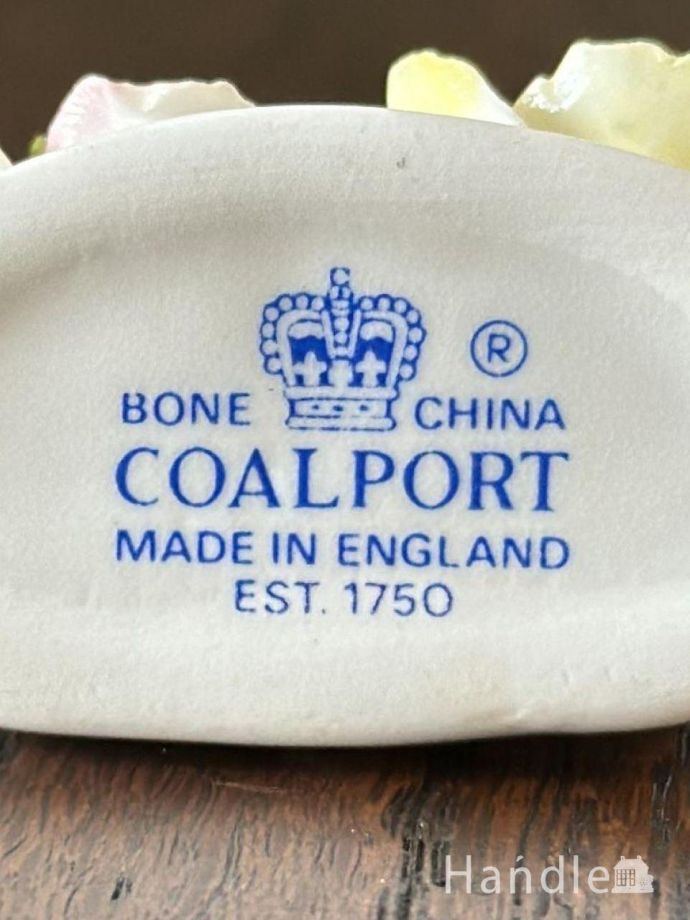 ®
BONE CHINA
COALPORT
MADE IN ENGLAND
EST. 1750
Handle